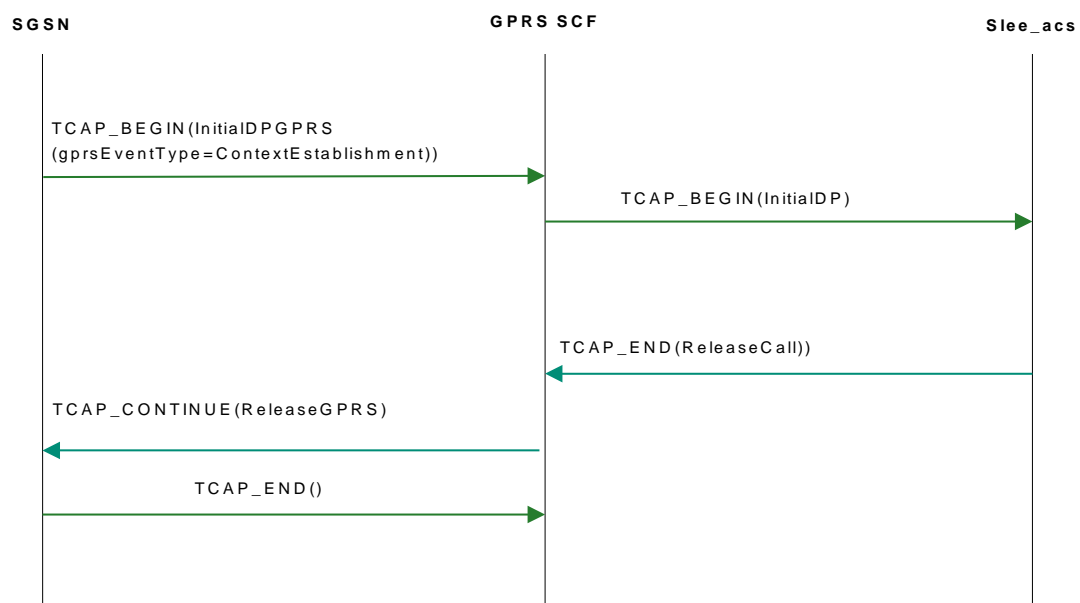 SGSN
GPRS SCF
Slee_acs
TCAP_BEGIN(InitialDPGPRS
(gprsEventType=ContextEstablishment))
TCAP_BEGIN(InitialDP)
TCAP_END(ReleaseCall))
TCAP_CONTINUE(ReleaseGPRS)
TCAP_END()